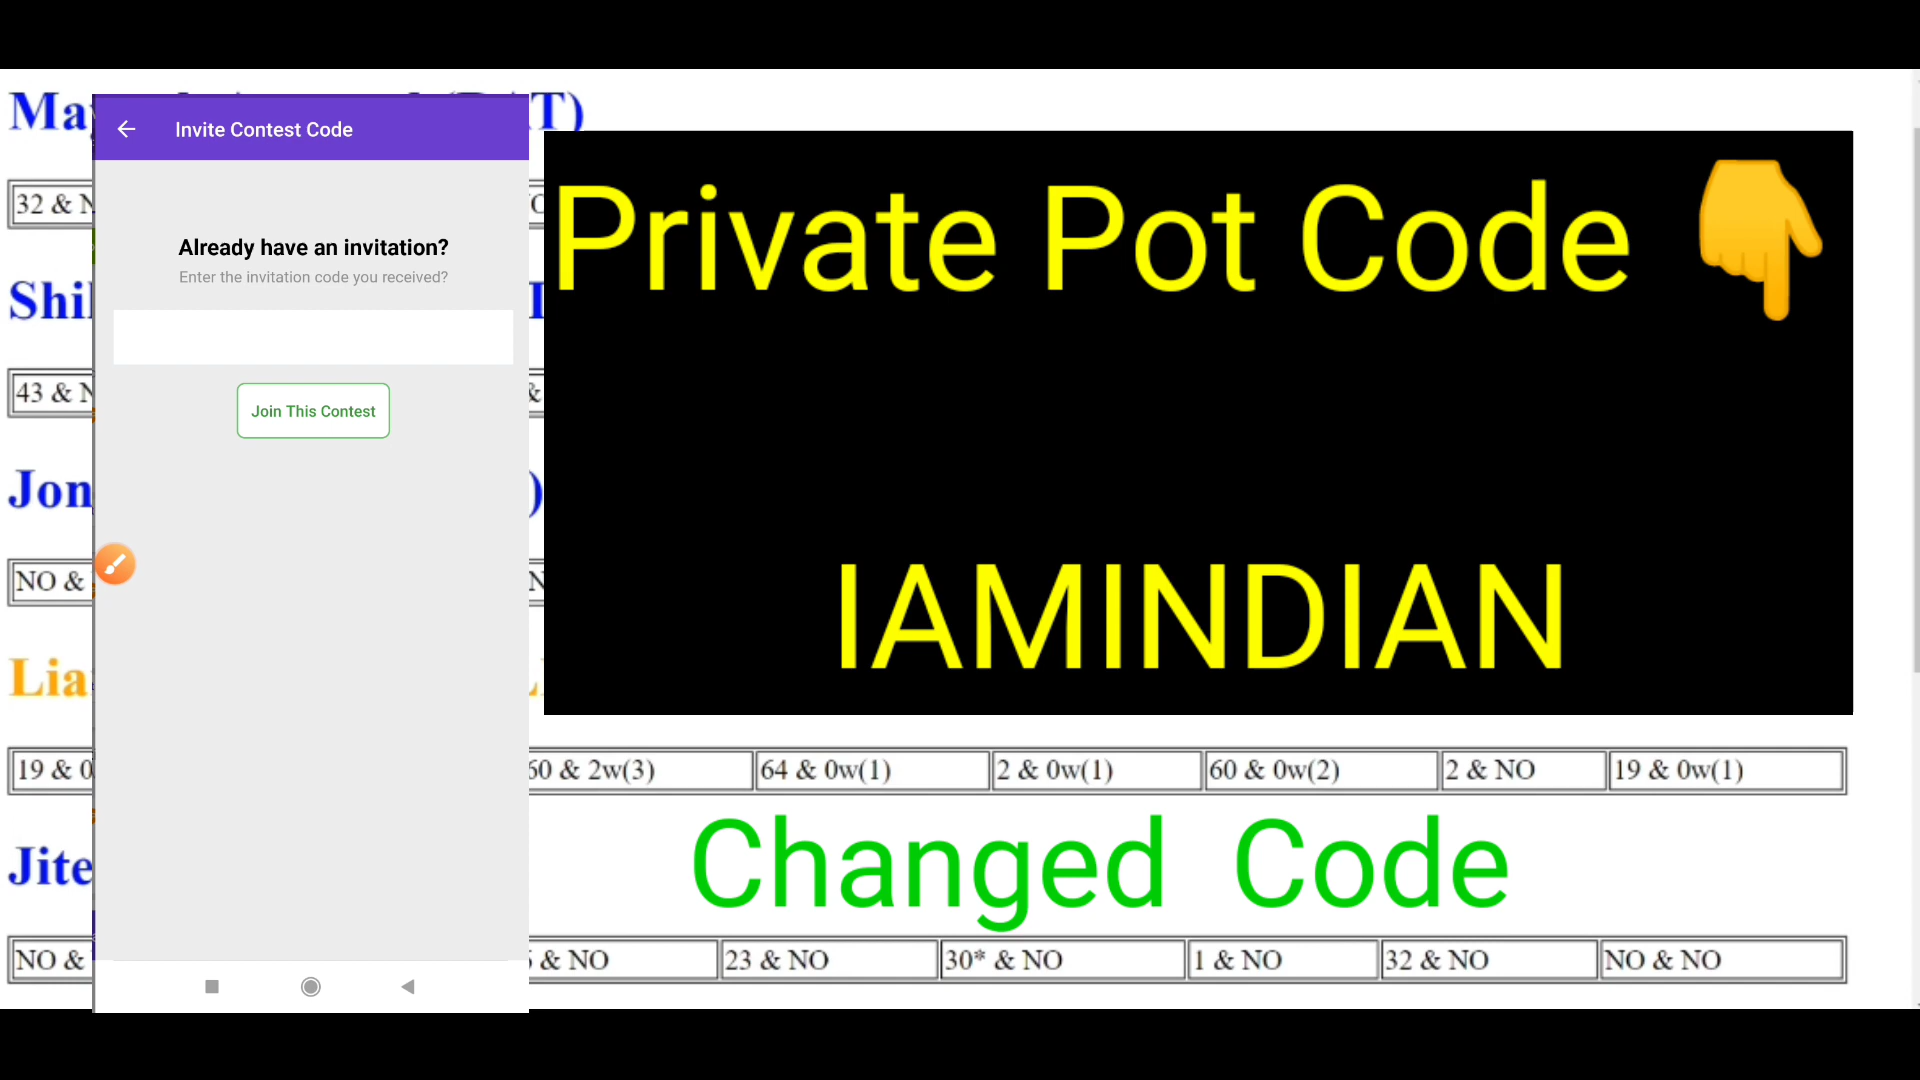 T)
Invite Contest Code
Private Pot Code
32 &
Already have an invitation?
Enter the invitation code you received?
43 &
&
Join This Contest
NO &
IAMINDIAN
19 &
60 & 2w(3) 64 & 0w(1) 2 & 0w(1) 60 & 0w(2) 2 & NO 19 & 0w(1)
Changed Code
NO &
& NO 23 & NO 30* & NO 1 & NO 32 & NO NO & NO